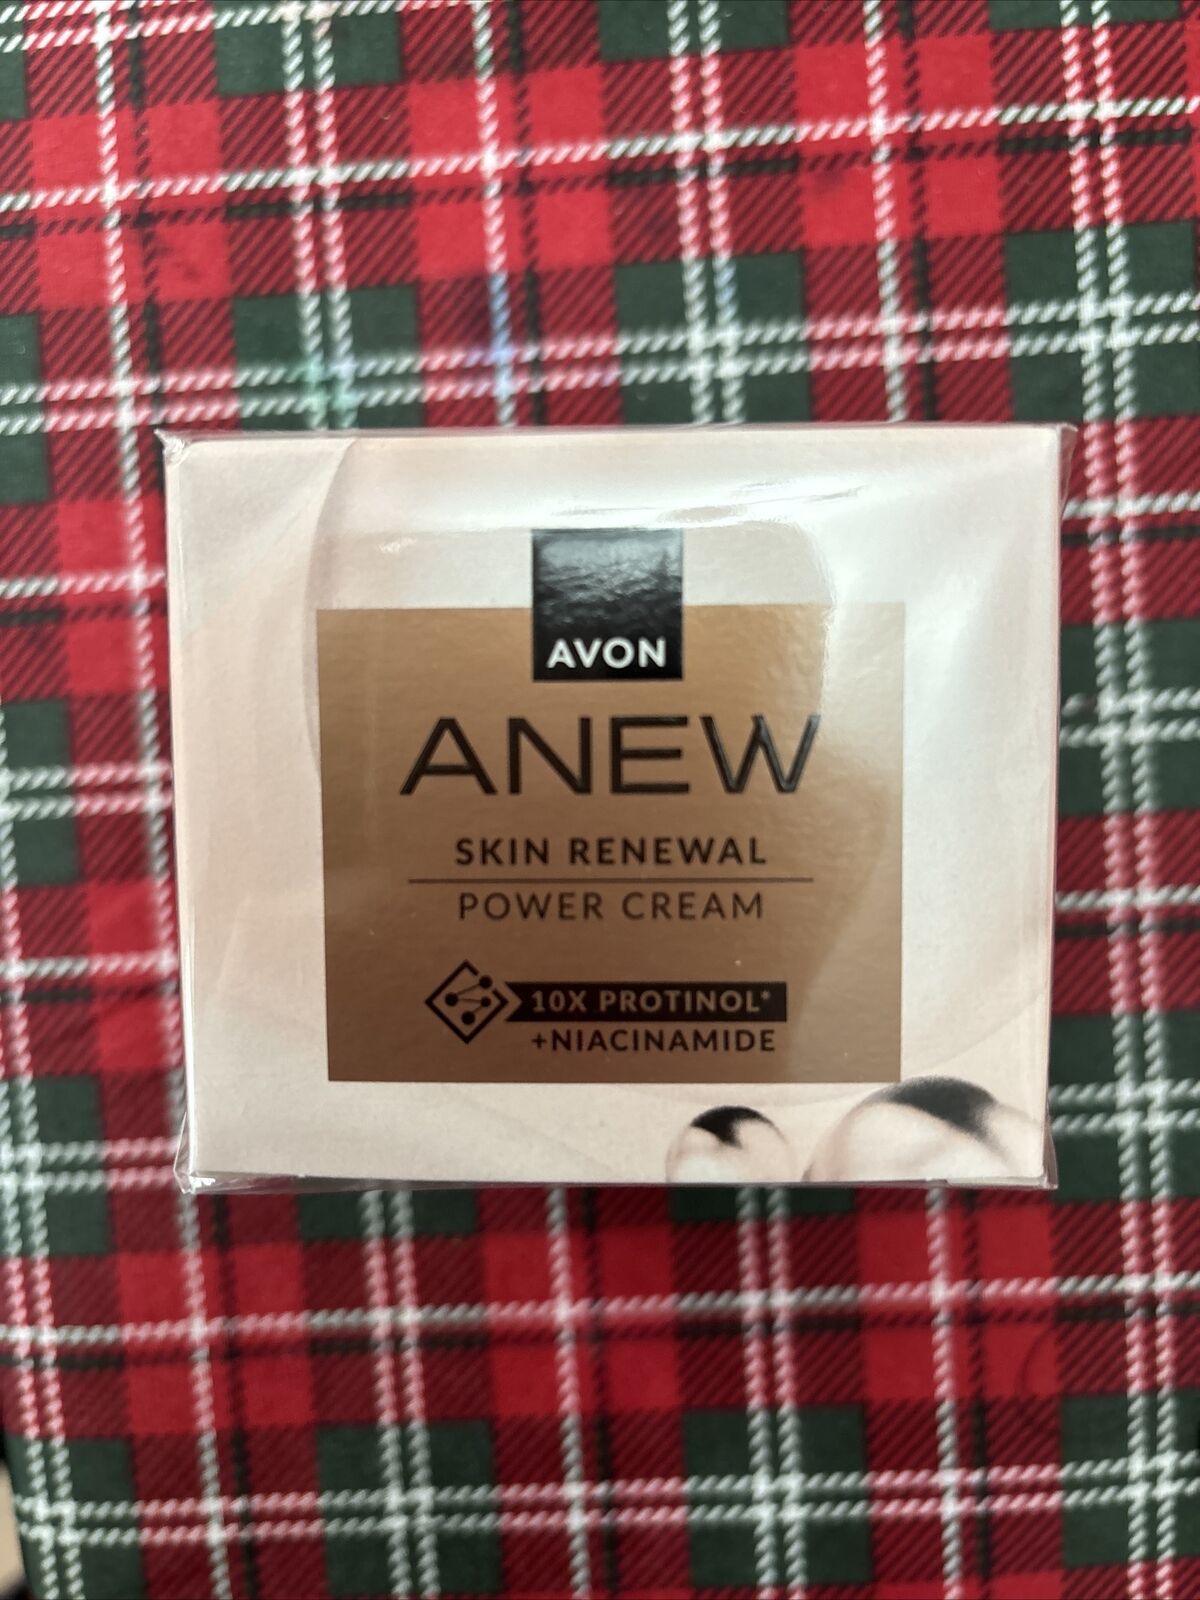 AVON
ANEW
SKIN RENEWAL
POWER CREAM
10X PROTINOL*
+NIACINAMIDE